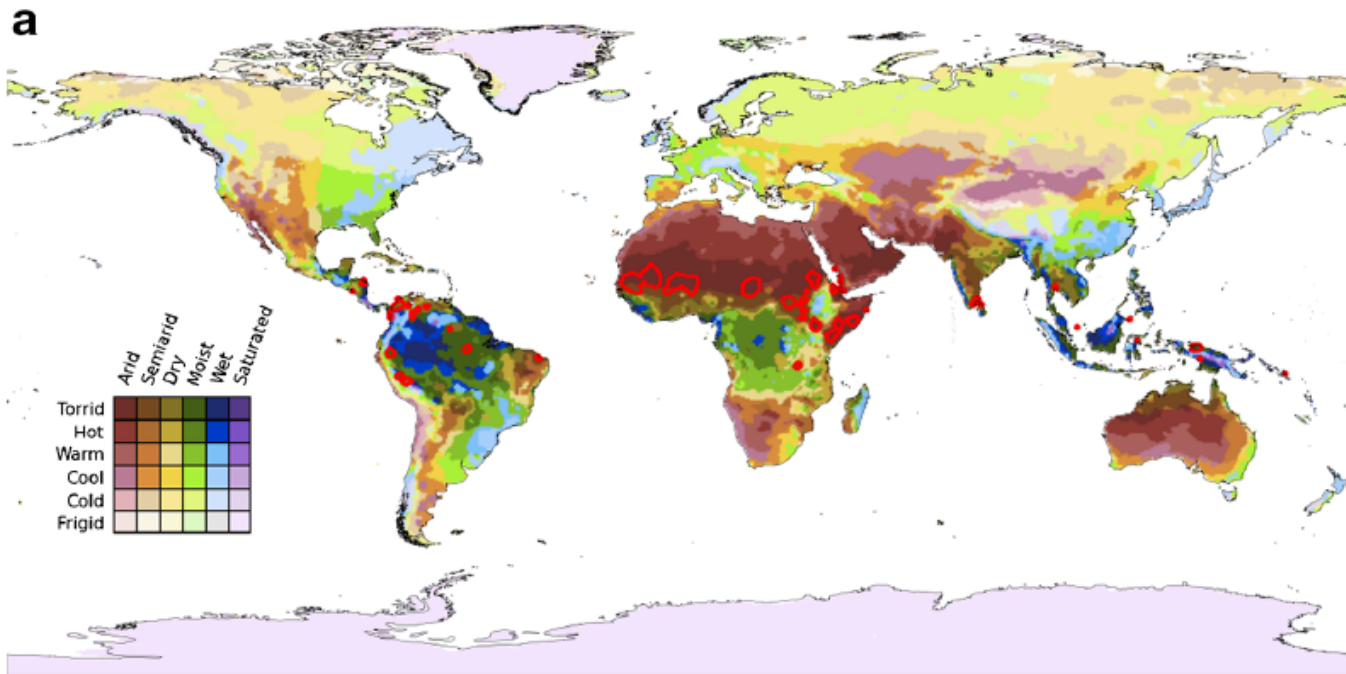 a
Arid
Semiarid
Dry
Moist
Wet
Saturated
Torrid
Hot
Warm
Cool
Cold
Frigid